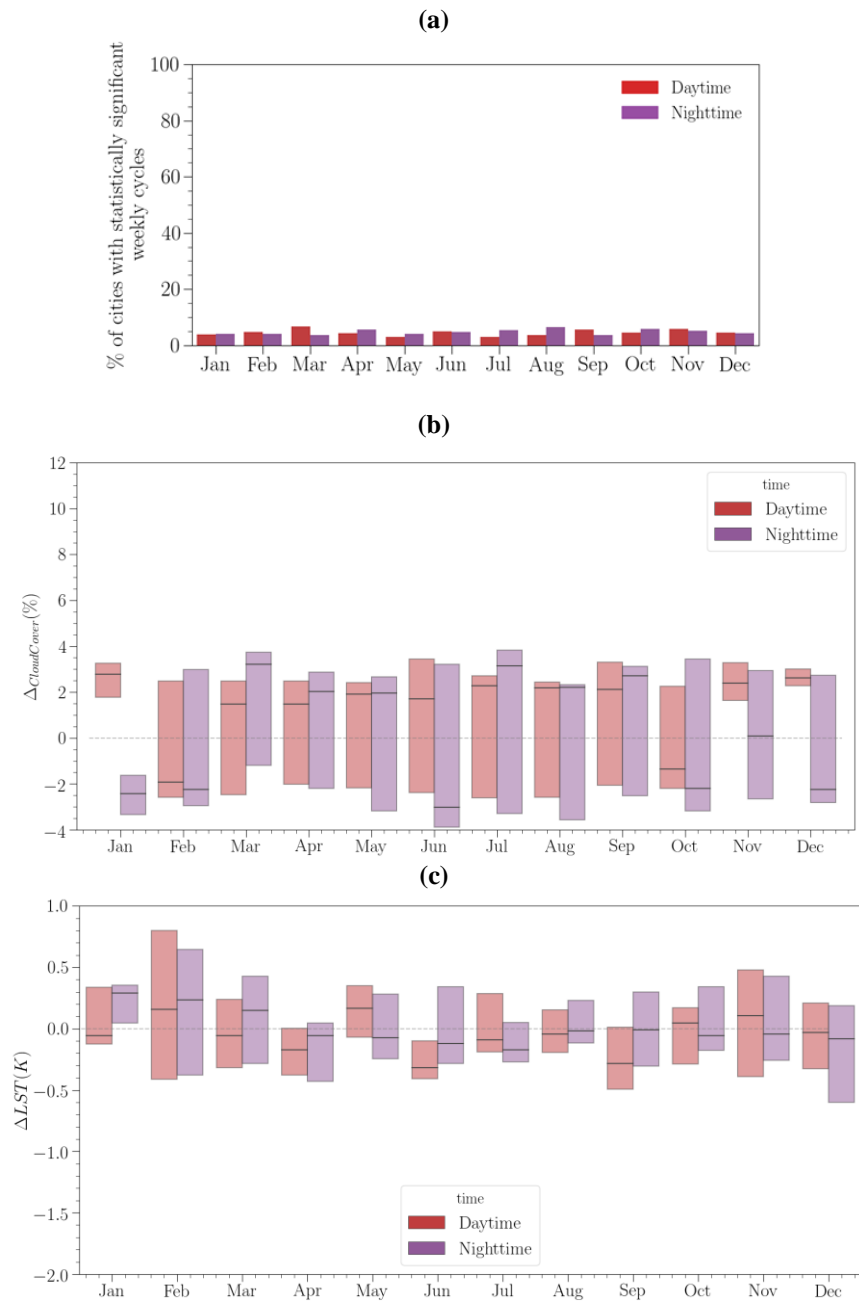 (a)
% of cities with statistically significant
weekly cycles
100
80
60
40
20
0
Daytime
Nighttime
Jan Feb Mar Apr May Jun Jul Aug Sep Oct Nov Dec
(b)
Δ_{CloudCover}(%)
12
10
8
6
4
2
0
−2
−4
time
Daytime
Nighttime
Jan Feb Mar Apr May Jun Jul Aug Sep Oct Nov Dec
(c)
ΔLST(K)
1.0
0.5
0.0
−0.5
−1.0
−1.5
−2.0
time
Daytime
Nighttime
Jan Feb Mar Apr May Jun Jul Aug Sep Oct Nov Dec